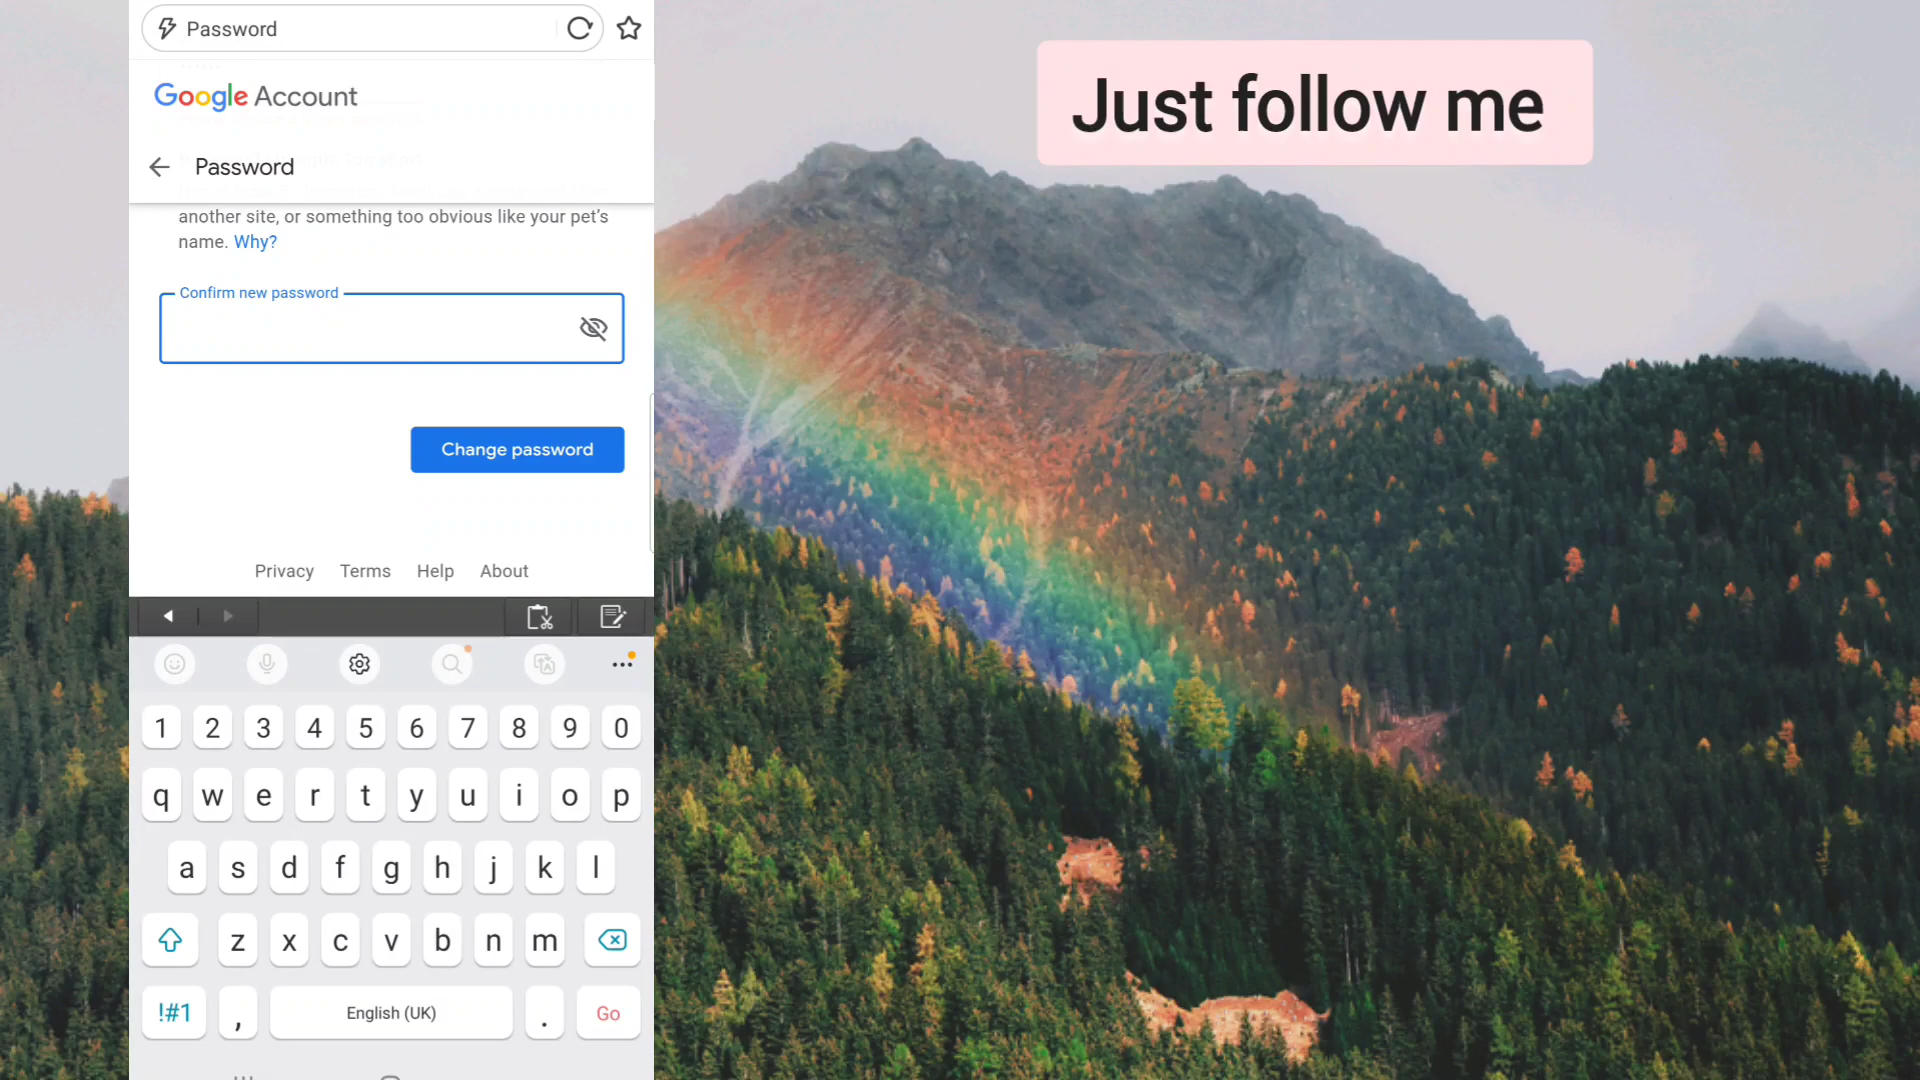 Password
Google Account
Password
another site, or something too obvious like your pet's
name. Why?
Confirm new password
Change password
Privacy Terms Help About
1 2 3 4 5 6 7 8 9 0
q w e r t y u i o p
a s d f g h j k l
z x c v b n m
!#1 , English (UK) . Go
Just follow me